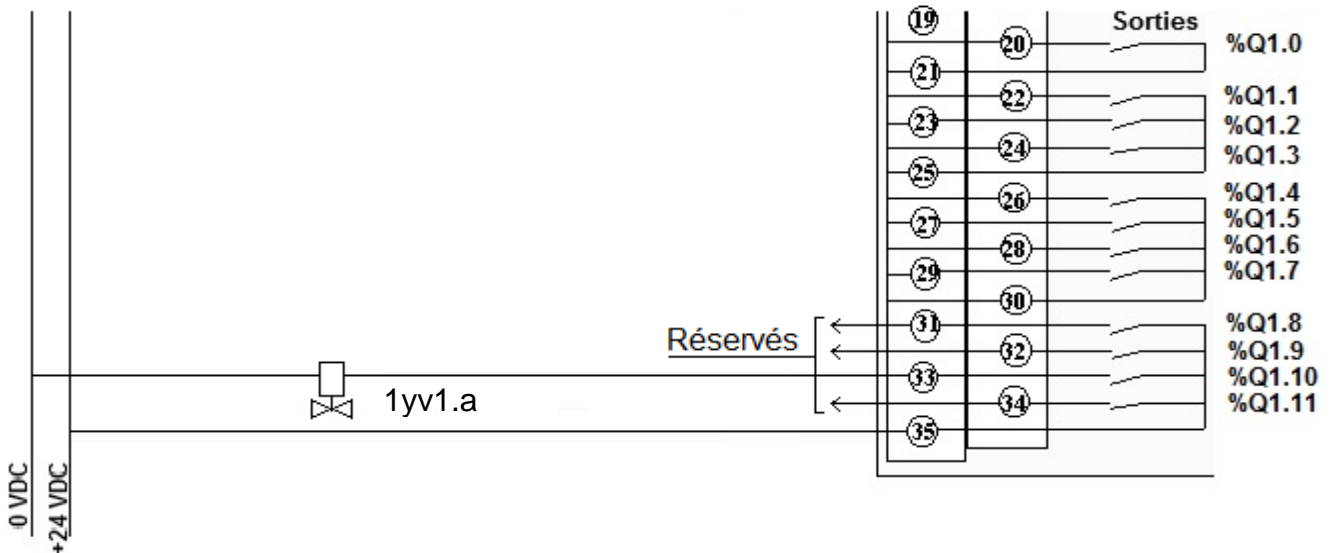 19
Sorties
20
%Q1.0
21
22
%Q1.1
23
%Q1.2
24
%Q1.3
25
26
%Q1.4
27
%Q1.5
28
%Q1.6
29
%Q1.7
30
31
%Q1.8
Réservés
32
%Q1.9
33
%Q1.10
1yv1.a
34
%Q1.11
35
0 VDC
+24 VDC